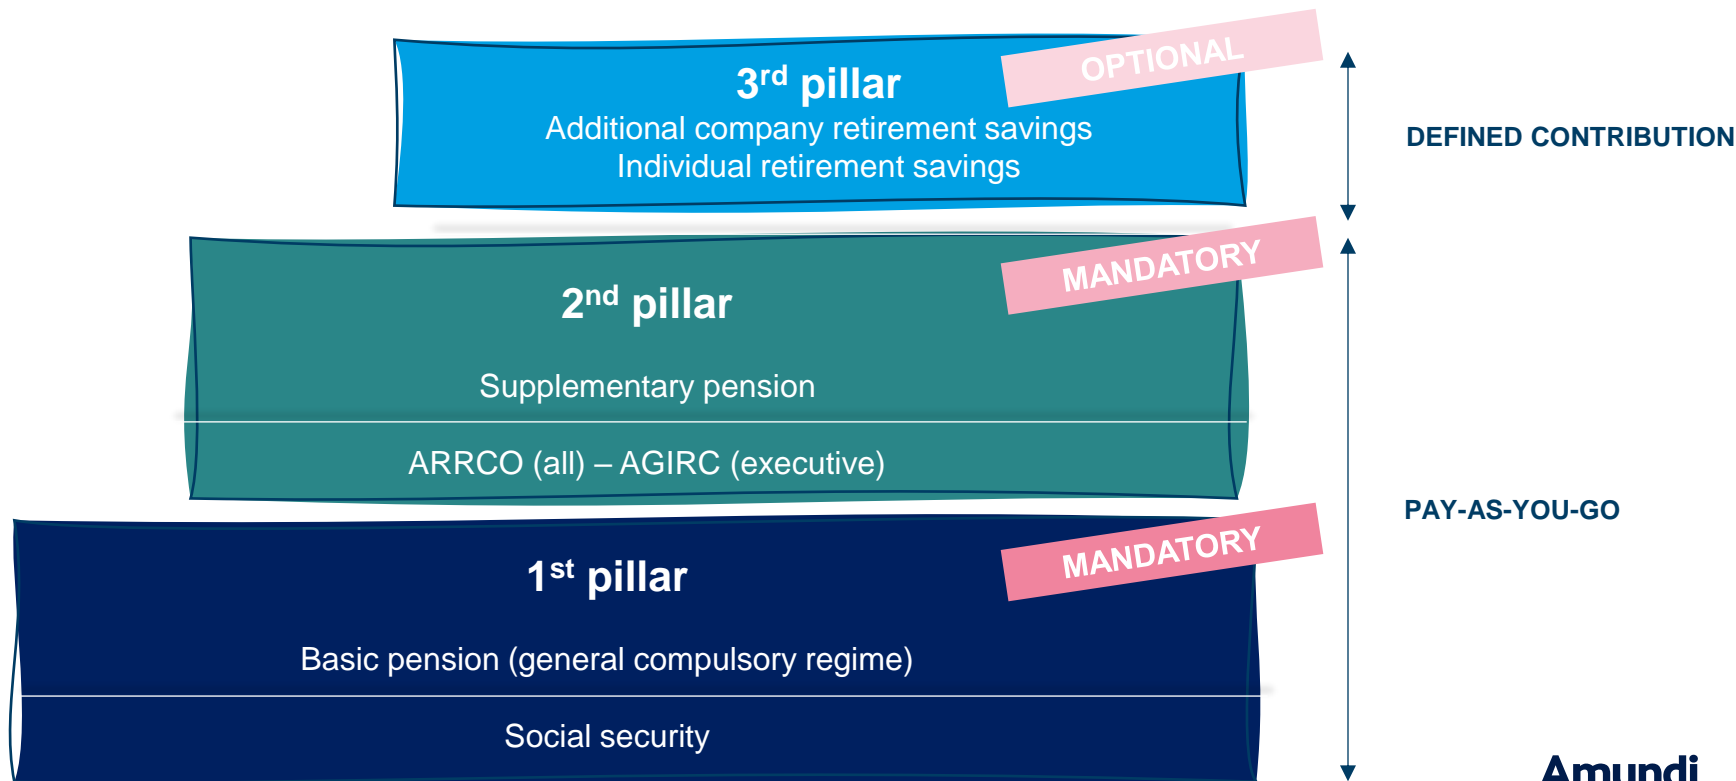 OPTIONAL
3rd pillar
Additional company retirement savings
Individual retirement savings
DEFINED CONTRIBUTION
MANDATORY
2nd pillar
Supplementary pension
ARRCO (all) – AGIRC (executive)
PAY-AS-YOU-GO
MANDATORY
1st pillar
Basic pension (general compulsory regime)
Social security
Amundi